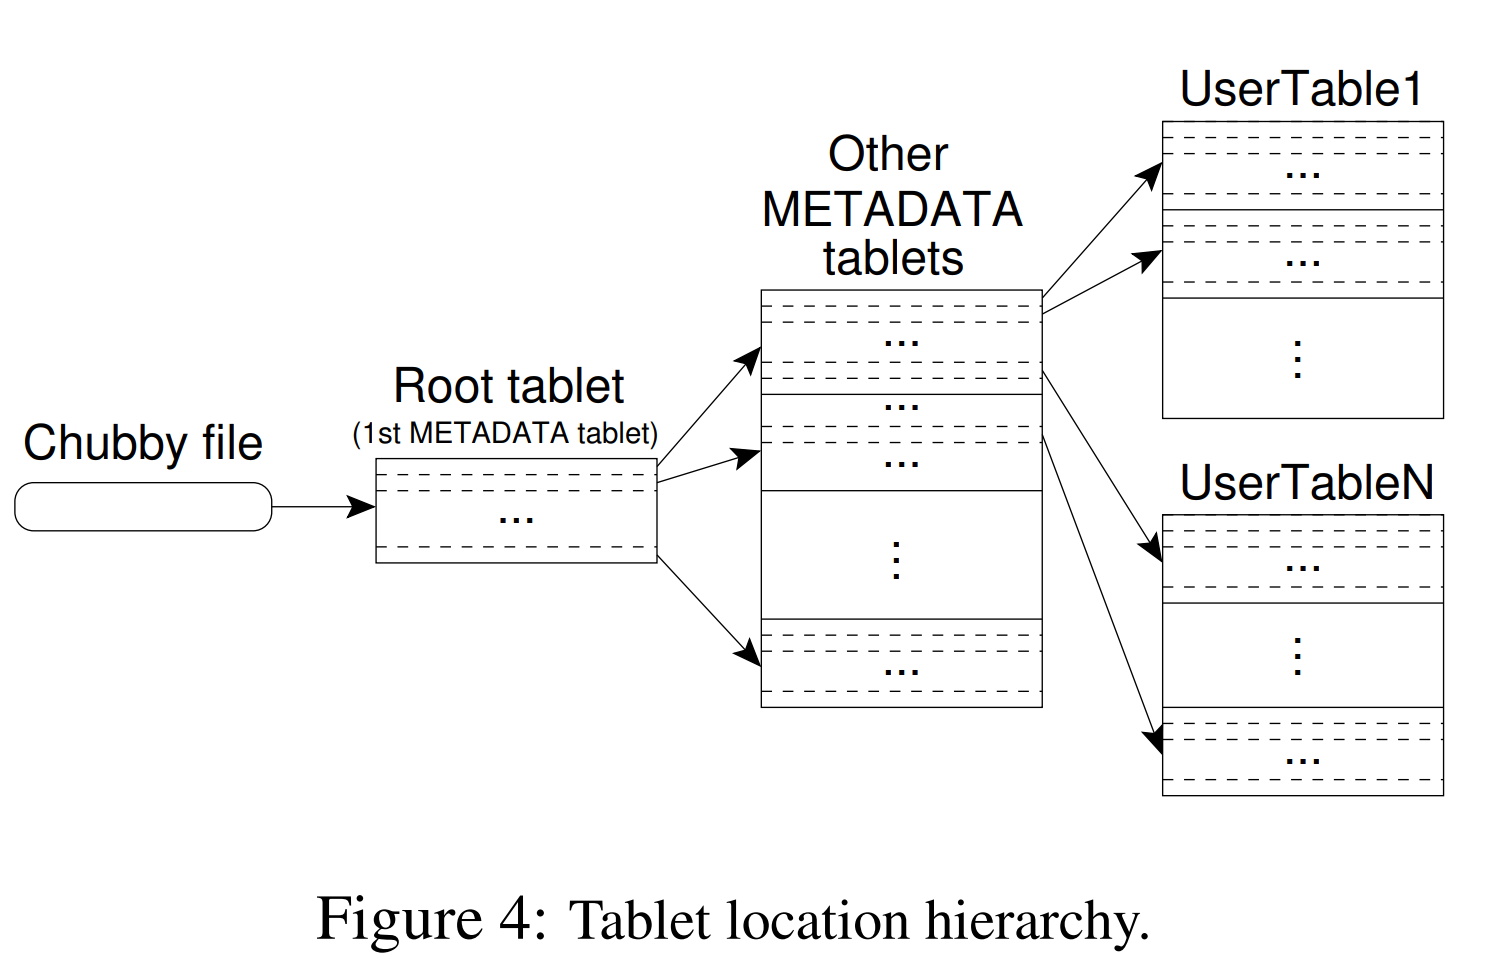 UserTable1
...
...
⋮
Other
METADATA
tablets
...
...
...
⋮
...
Root tablet
(1st METADATA tablet)
...
Chubby file
UserTableN
...
⋮
...
Figure 4: Tablet location hierarchy.